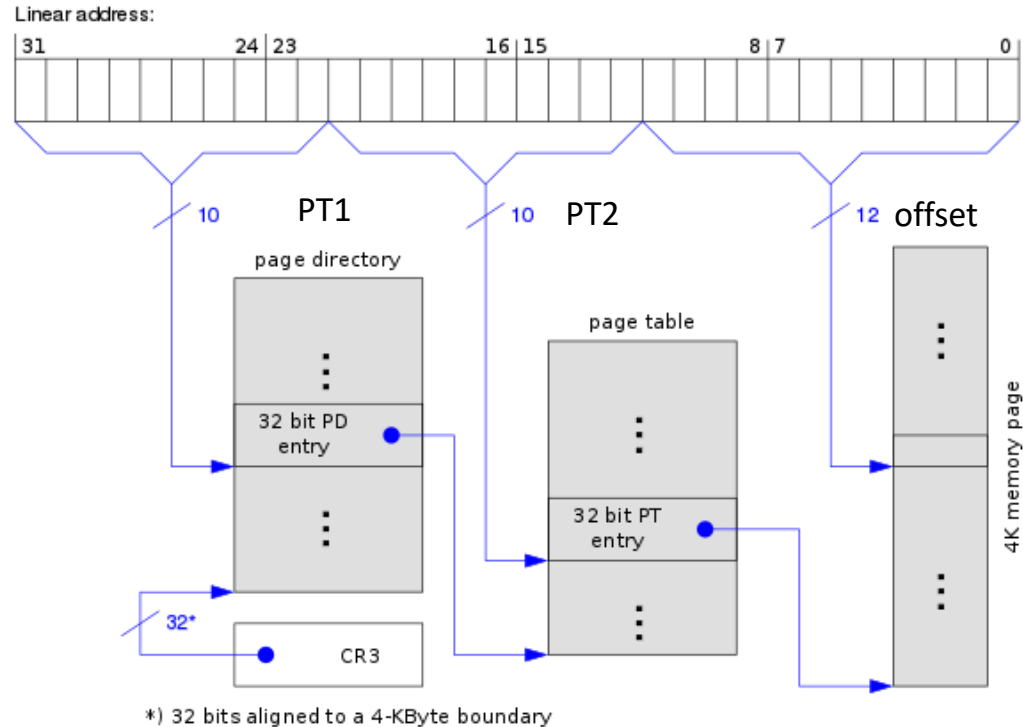 Linear address:
31 24 23 16 15 8 7 0
10 PT1 10 PT2 12 offset
page directory
page table
32 bit PD
entry
32 bit PT
entry
4K memory page
32*
CR3
*) 32 bits aligned to a 4-KByte boundary